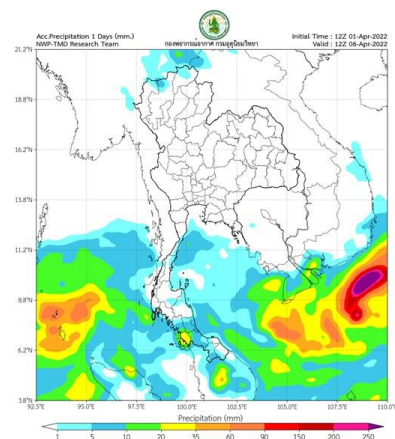 Acc.Precipitation 1 Days (mm.)
NWP-TMD Research Team
กองพยากรณ์อากาศ กรมอุตุนิยมวิทยา
Initial Time : 12Z 01-Apr-2022
Valid : 12Z 06-Apr-2022
21.2°N
18.8°N
16.2°N
13.8°N
11.2°N
8.8°N
6.2°N
3.8°N
92.5°E 95.0°E 97.5°E 100.0°E 102.5°E 105.0°E 107.5°E 110.0°E
Precipitation (mm)
1 5 10 20 35 60 90 150 200 250